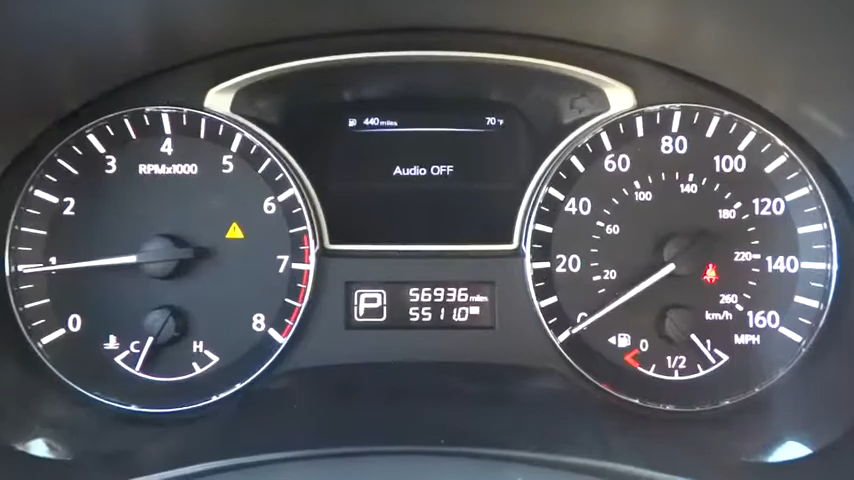 440 miles 70°F
Audio OFF
0 1 2 3 4 5 6 7 8
RPMx1000
C H
P
56936 miles
5511.0
0 20 40 60 80 100 120 140 160
20 60 100 140 180 220 260
km/h
MPH
0 1/2 1